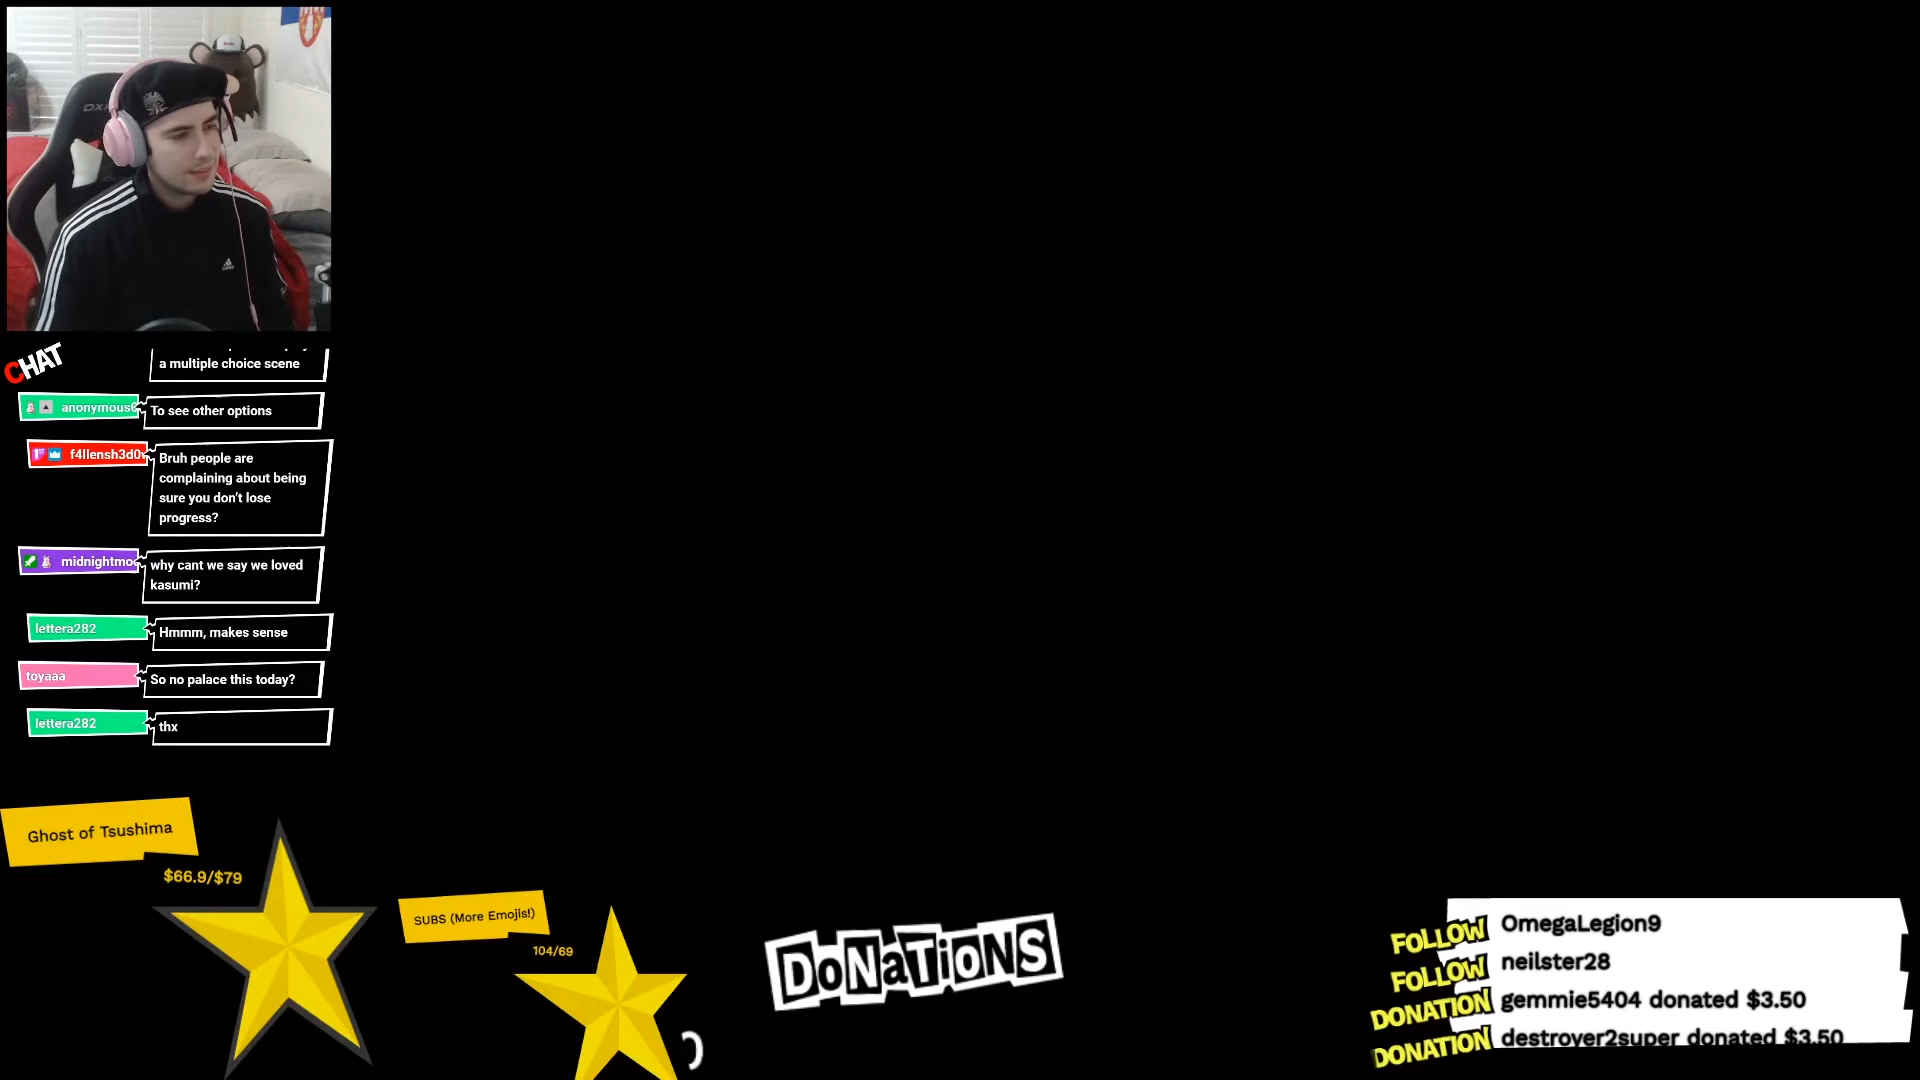 CHAT
a multiple choice scene
To see other options
f4llensh3d0
Bruh people are
complaining about being
sure you don't lose
progress?
why cant we say we loved
kasumi?
lettera282
Hmmm, makes sense
toyaaa
So no palace this today?
lettera282
thx
Ghost of Tsushima
$66.9/$79
SUBS (More Emojis!)
104/69
DoNaTiONS
FOLLOW OmegaLegion9
FOLLOW neilster28
DONATION gemmie5404 donated $3.50
DONATION destroyer2super donated $3.50